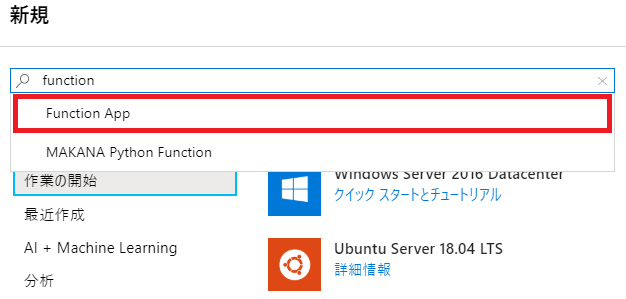 新規
function
Function App
MAKANA Python Function
作業の開始
最近作成
AI + Machine Learning
分析
Windows Server 2016 Datacenter
クイック スタートとチュートリアル
Ubuntu Server 18.04 LTS
詳細情報